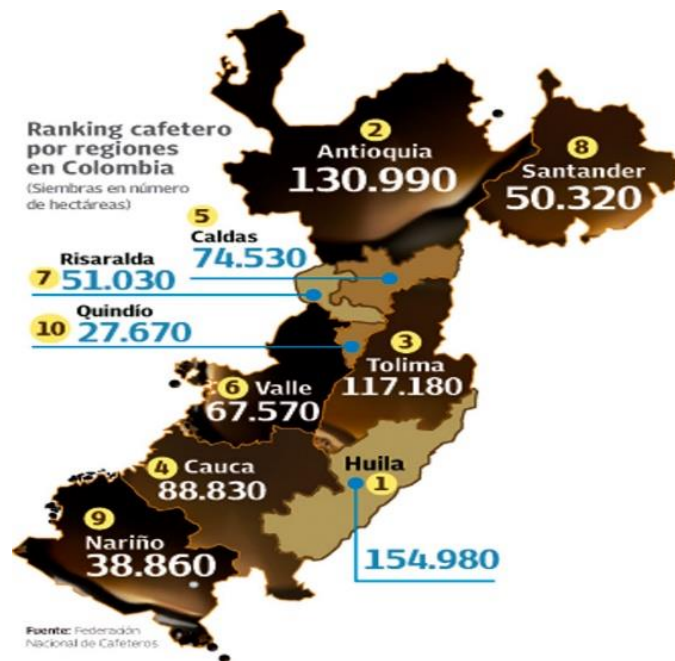 Ranking cafetero
por regiones
en Colombia
(Siembras en número
de hectáreas)
2
Antioquia
130.990
8
Santander
50.320
5
Caldas
74.530
7
Risaralda
51.030
10
Quindío
27.670
3
Tolima
117.180
6 Valle
67.570
4 Cauca
88.830
Huila
1
154.980
9
Nariño
38.860
Fuente: Federación
Nacional de Cafeteros